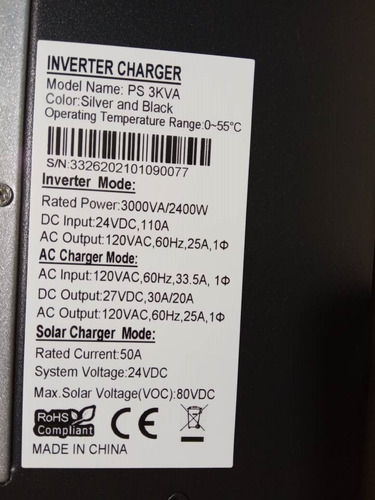 INVERTER CHARGER
Model Name: PS 3KVA
Color:Silver and Black
Operating Temperature Range:0~55°C
S/N:3326202101090077
Inverter Mode:
Rated Power:3000VA/2400W
DC Input:24VDC,110A
AC Output:120VAC,60Hz,25A,1Φ
AC Charger Mode:
AC Input:120VAC,60Hz,33.5A, 1Φ
DC Output:27VDC,30A/20A
AC Output:120VAC,60Hz,25A,1Φ
Solar Charger Mode:
Rated Current:50A
System Voltage:24VDC
Max.Solar Voltage(VOC):80VDC
RoHS
Compliant
CE
MADE IN CHINA